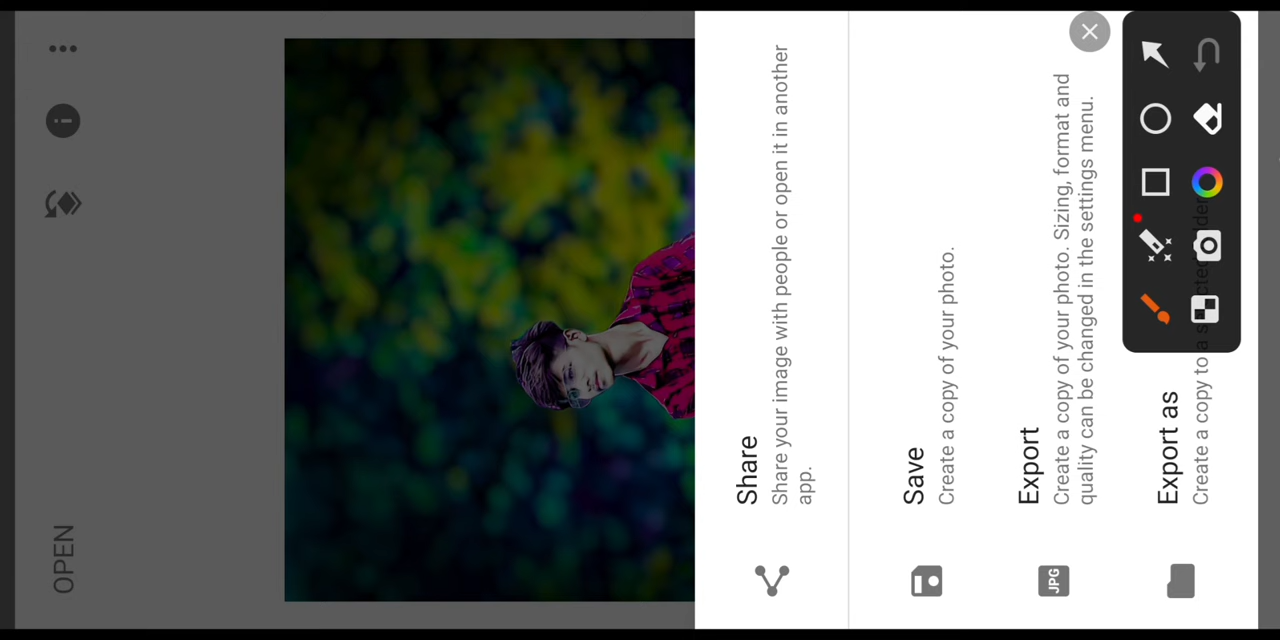 OPEN
Share
Share your image with people or open it in another
app.
Save
Create a copy of your photo.
Export
Create a copy of your photo. Sizing, format and
quality can be changed in the settings menu.
Export as
Create a copy to a
JPG